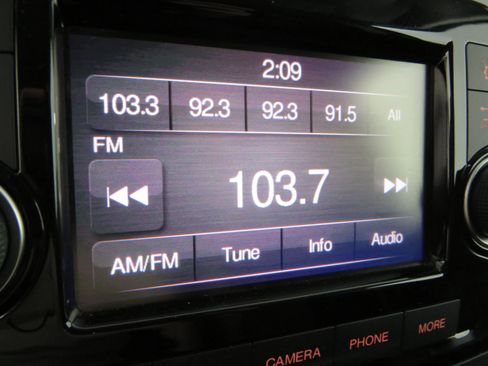 2:09
103.3 92.3 92.3 91.5 All
FM
103.7
AM/FM Tune Info Audio
CAMERA PHONE MORE